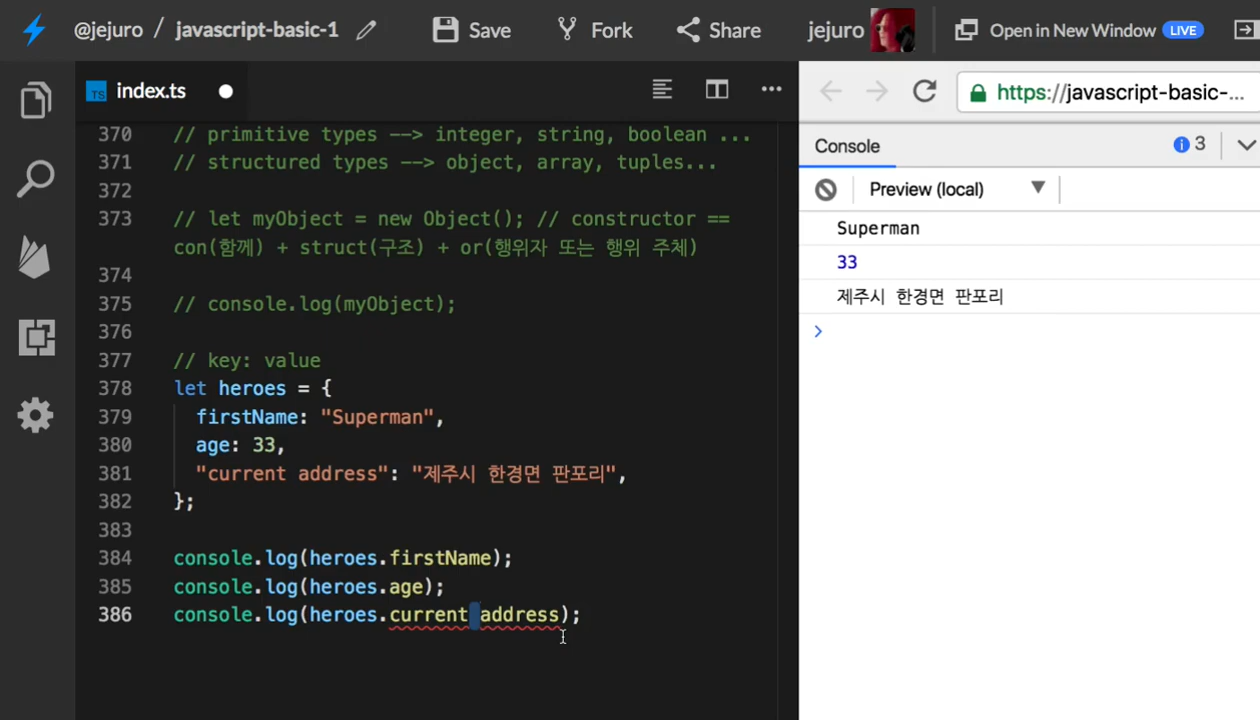 @jejuro / javascript-basic-1 Save Fork Share jejuro Open in New Window LIVE
TS index.ts
https://javascript-basic-...
370 // primitive types --> integer, string, boolean ...
371 // structured types --> object, array, tuples...
372
373 // let myObject = new Object(); // constructor ==
con(함께) + struct(구조) + or(행위자 또는 행위 주체)
374
375 // console.log(myObject);
376
377 // key: value
378 let heroes = {
379 firstName: "Superman",
380 age: 33,
381 "current address": "제주시 한경면 판포리",
382 };
383
384 console.log(heroes.firstName);
385 console.log(heroes.age);
386 console.log(heroes.current address);
Console 3
Preview (local)
Superman
33
제주시 한경면 판포리